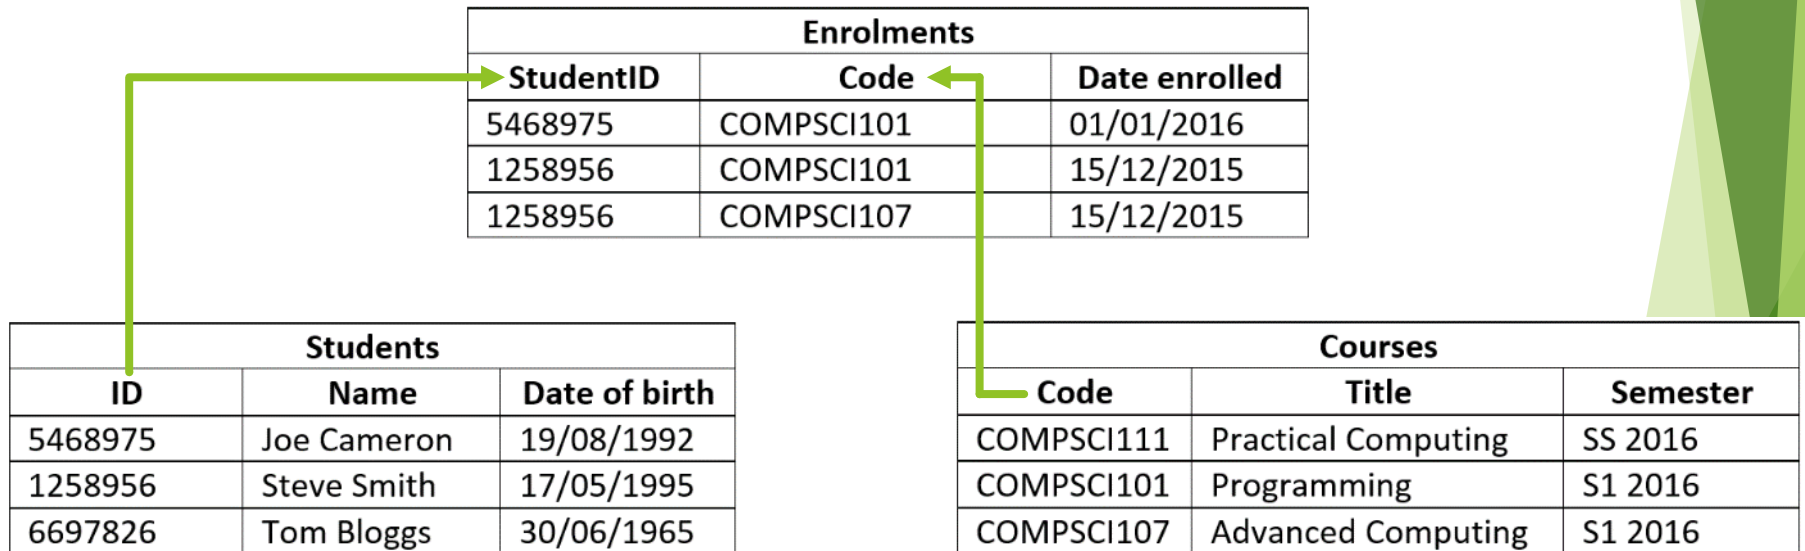 Enrolments
StudentID Code Date enrolled
5468975 COMPSCI101 01/01/2016
1258956 COMPSCI101 15/12/2015
1258956 COMPSCI107 15/12/2015
Students
ID Name Date of birth
5468975 Joe Cameron 19/08/1992
1258956 Steve Smith 17/05/1995
6697826 Tom Bloggs 30/06/1965
Courses
Code Title Semester
COMPSCI111 Practical Computing SS 2016
COMPSCI101 Programming S1 2016
COMPSCI107 Advanced Computing S1 2016